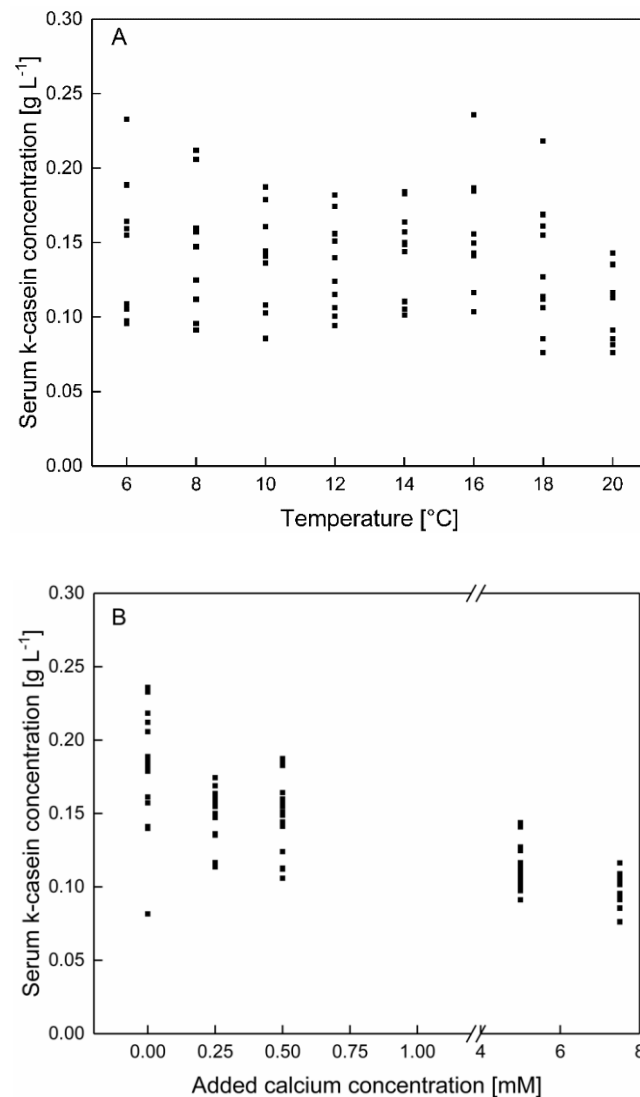 A
Serum k-casein concentration [g L⁻¹]
0.30
0.25
0.20
0.15
0.10
0.05
0.00
6 8 10 12 14 16 18 20
Temperature [°C]
B
Serum k-casein concentration [g L⁻¹]
0.30
0.25
0.20
0.15
0.10
0.05
0.00
0.00 0.25 0.50 0.75 1.00 4 6 8
Added calcium concentration [mM]